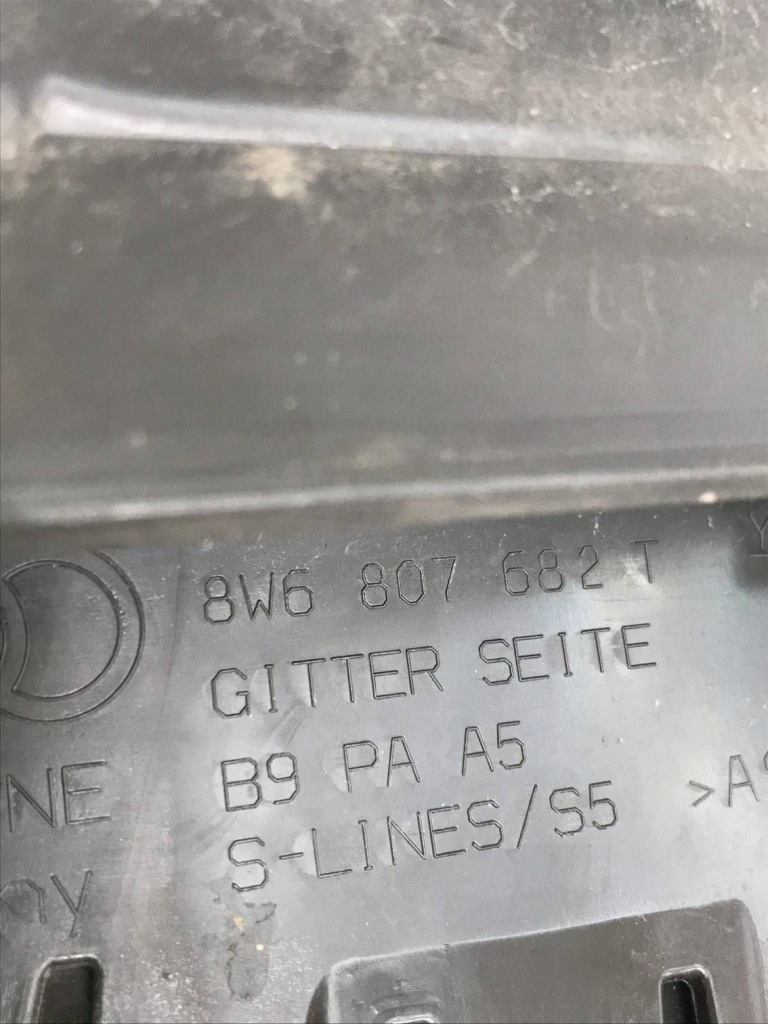 8W6 807 682 T
GITTER SEITE
B9 PA A5
S-LINES/S5